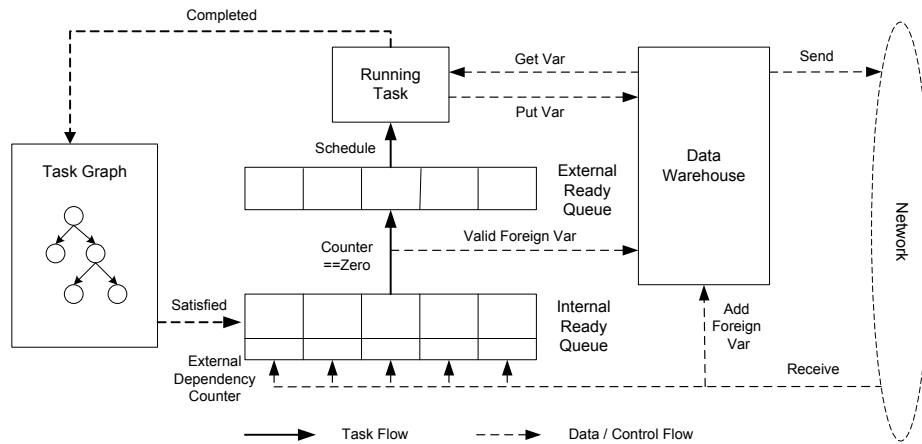 Completed
Running
Task
Get Var
Put Var
Send
Schedule
Task Graph
External
Ready
Queue
Data
Warehouse
Network
Counter
==Zero
Valid Foreign Var
Satisfied
Internal
Ready
Queue
Add
Foreign
Var
External
Dependency
Counter
Receive
Task Flow
Data / Control Flow